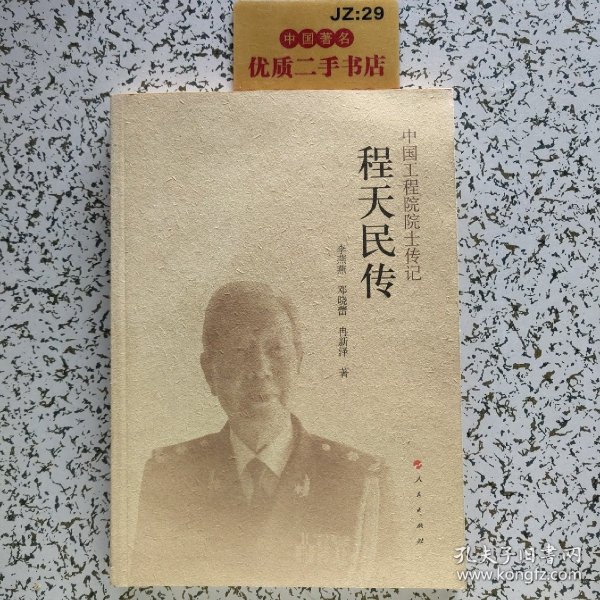 JZ:29
中国著名
优质二手书店
中国工程院院士传记
程天民传
李燕燕 邓晓蕾 冉新泽 著
人民出版社
孔夫子旧书网
www.kongfz.com